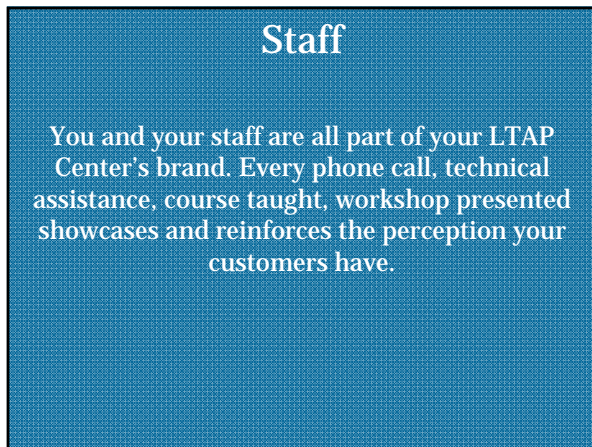 Staff
You and your staff are all part of your LTAP
Center's brand. Every phone call, technical
assistance, course taught, workshop presented
showcases and reinforces the perception your
customers have.